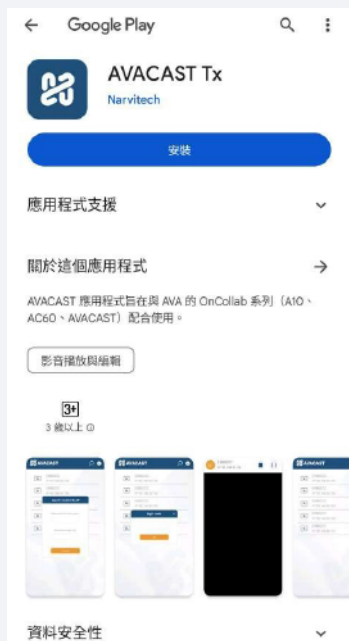 Google Play
AVACAST Tx
Narvitech
安裝
應用程式支援
關於這個應用程式
AVACAST 應用程式旨在與 AVA 的 OnCollab 系列（A10、
AC60、AVACAST）配合使用。
影音播放與編輯
3+
3 歲以上
資料安全性